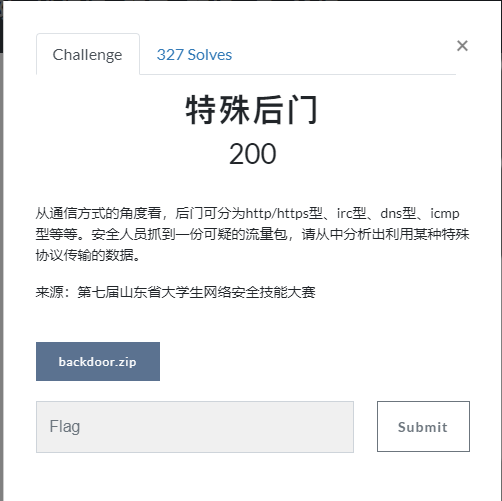 Challenge
327 Solves
×
特殊后门
200
从通信方式的角度看，后门可分为http/https型、irc型、dns型、icmp
型等等。安全人员抓到一份可疑的流量包，请从中分析出利用某种特殊
协议传输的数据。
来源：第七届山东省大学生网络安全技能大赛
backdoor.zip
Flag
Submit